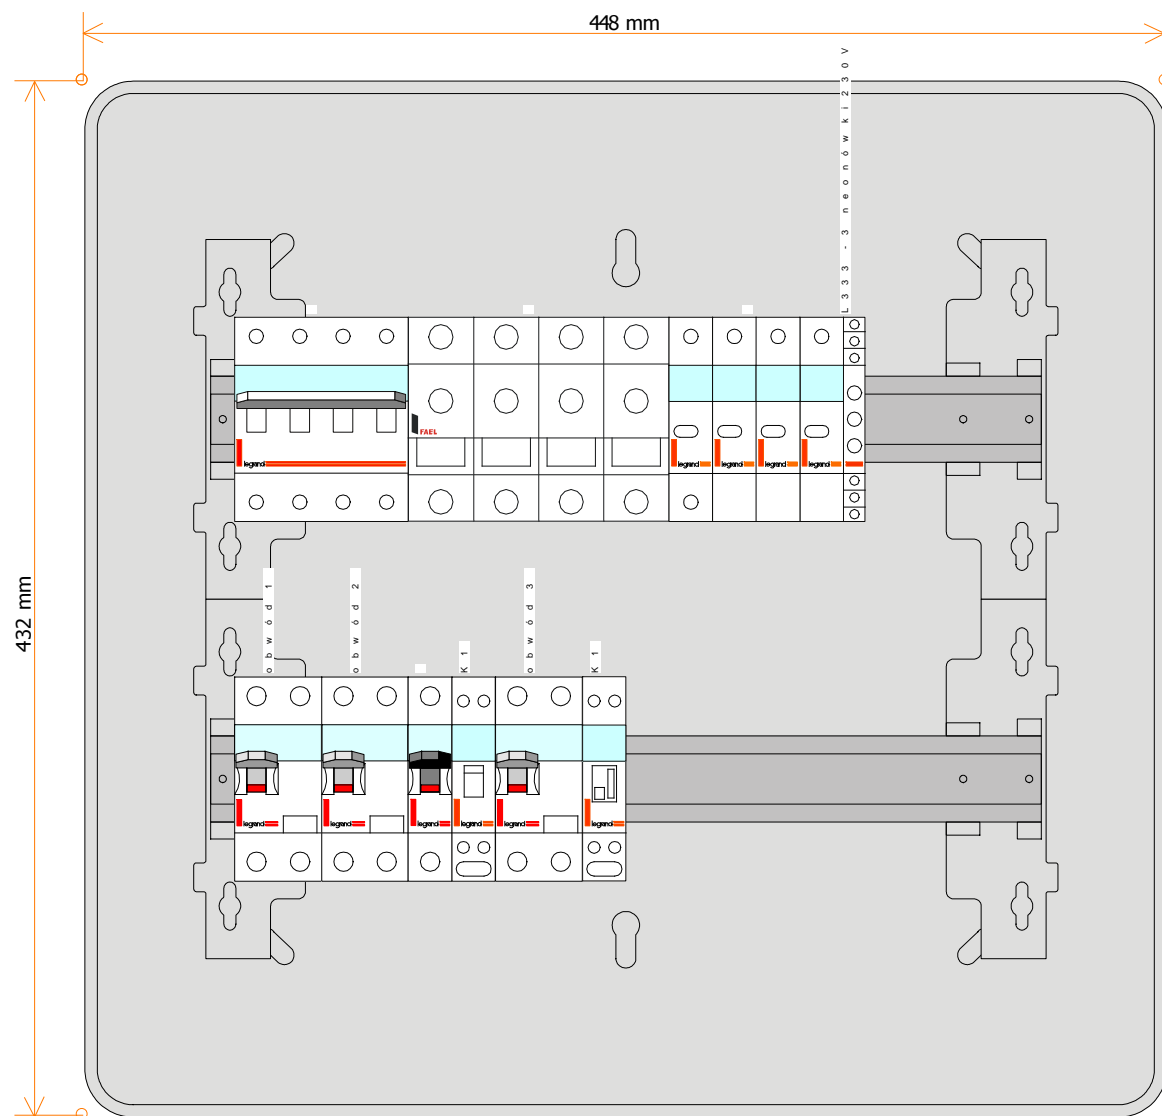 448 mm
432 mm
L333 - 3 neonówki 230V
FAEL
legrand
legrand
legrand
legrand
legrand
obwód 1
obwód 2
K1
obwód 3
K1
legrand
legrand
legrand
legrand
legrand
legrand